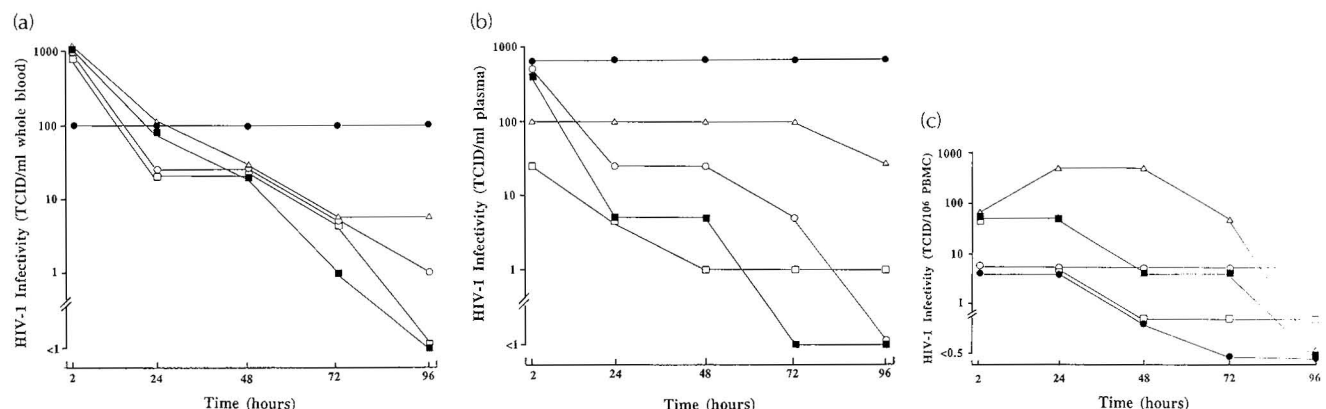 (a)
HIV-1 Infectivity (TCID/ml whole blood)
1000
100
10
1
<1
2 24 48 72 96
Time (hours)
(b)
HIV-1 Infectivity (TCID/ml plasma)
1000
100
10
1
<1
2 24 48 72 96
Time (hours)
(c)
HIV-1 Infectivity (TCID/10⁶ PBMC)
1000
100
10
1
<0.5
2 24 48 72 96
Time (hours)